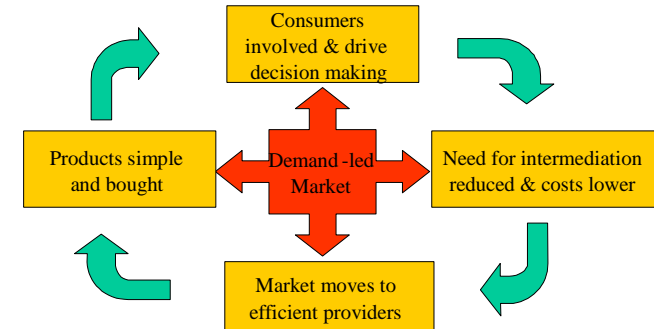 Consumers
involved & drive
decision making
Products simple
and bought
Demand -led
Market
Need for intermediation
reduced & costs lower
Market moves to
efficient providers